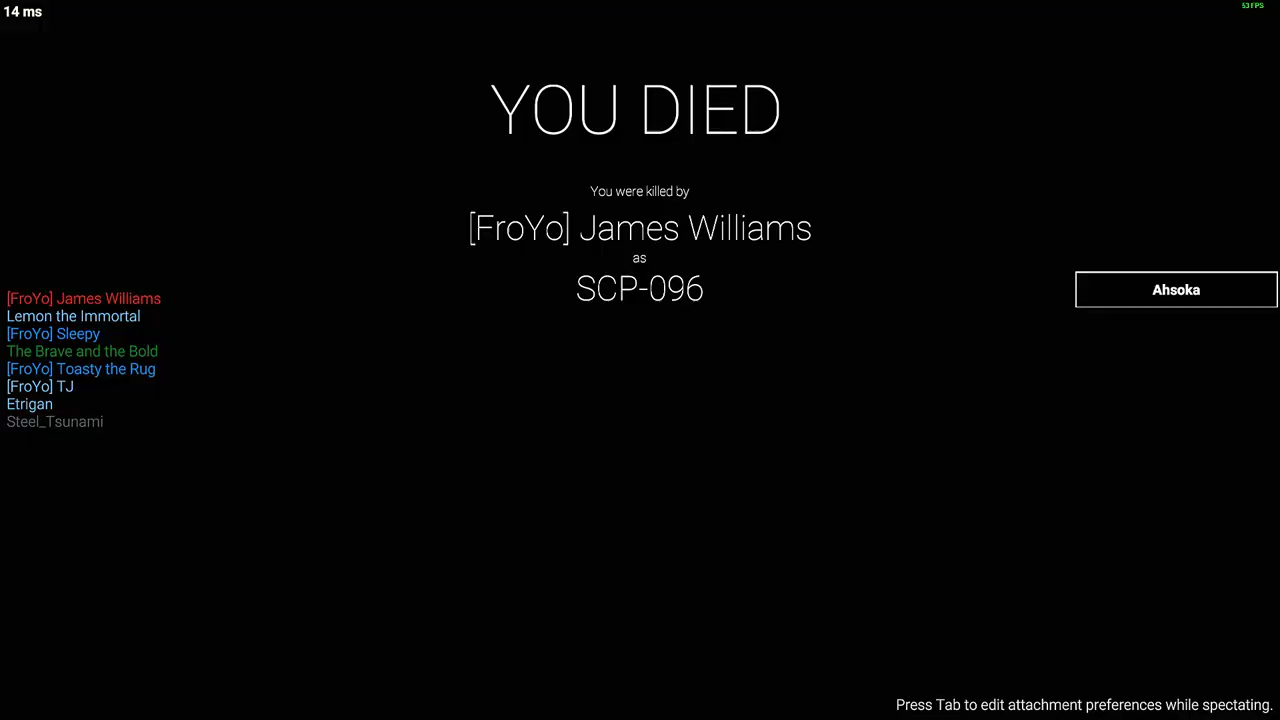 14 ms
53 FPS
YOU DIED
You were killed by
[FroYo] James Williams
as
SCP-096
[FroYo] James Williams
Lemon the Immortal
[FroYo] Sleepy
The Brave and the Bold
[FroYo] Toasty the Rug
[FroYo] TJ
Etrigan
Steel_Tsunami
Ahsoka
Press Tab to edit attachment preferences while spectating.